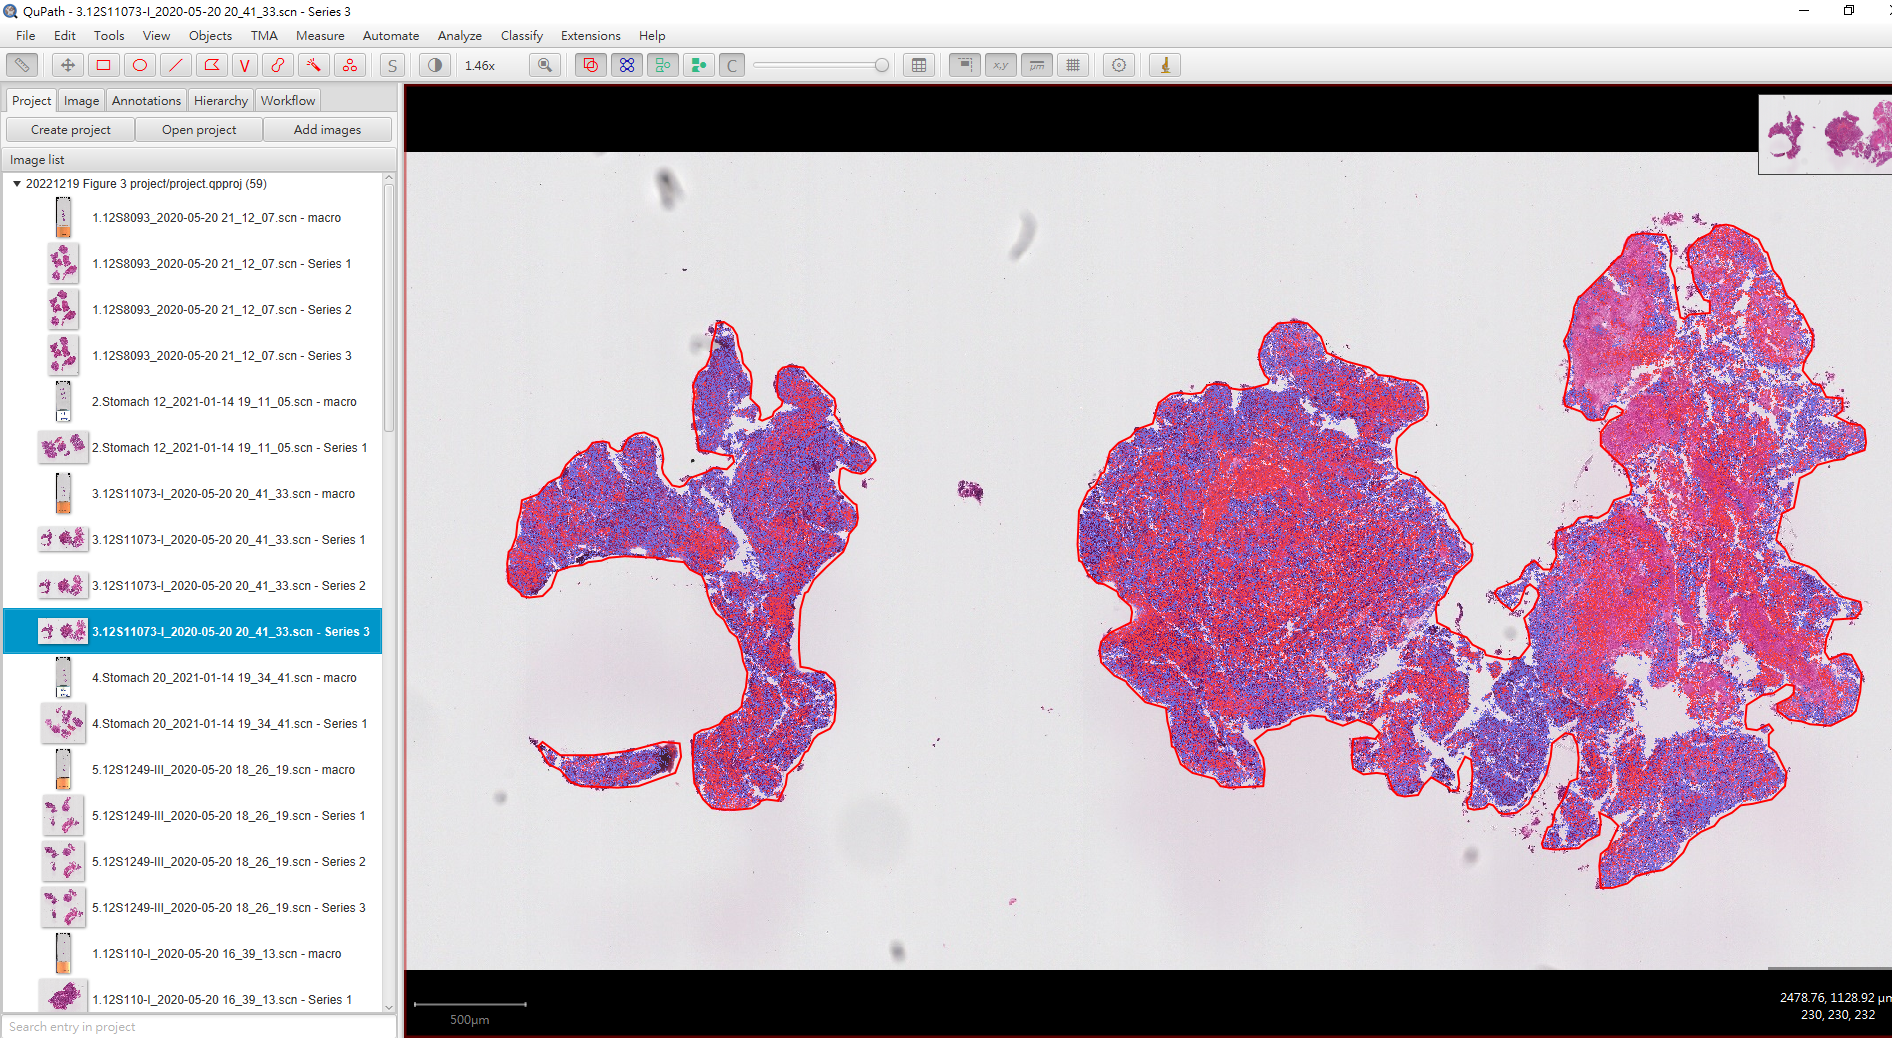 QuPath - 3.12S11073-I_2020-05-20 20_41_33.scn - Series 3
File Edit Tools View Objects TMA Measure Automate Analyze Classify Extensions Help
V S 1.46x C x,y µm
Project Image Annotations Hierarchy Workflow
Create project Open project Add images
Image list
20221219 Figure 3 project/project.qpproj (59)
1.12S8093_2020-05-20 21_12_07.scn - macro
1.12S8093_2020-05-20 21_12_07.scn - Series 1
1.12S8093_2020-05-20 21_12_07.scn - Series 2
1.12S8093_2020-05-20 21_12_07.scn - Series 3
2.Stomach 12_2021-01-14 19_11_05.scn - macro
2.Stomach 12_2021-01-14 19_11_05.scn - Series 1
3.12S11073-I_2020-05-20 20_41_33.scn - macro
3.12S11073-I_2020-05-20 20_41_33.scn - Series 1
3.12S11073-I_2020-05-20 20_41_33.scn - Series 2
3.12S11073-I_2020-05-20 20_41_33.scn - Series 3
4.Stomach 20_2021-01-14 19_34_41.scn - macro
4.Stomach 20_2021-01-14 19_34_41.scn - Series 1
5.12S1249-III_2020-05-20 18_26_19.scn - macro
5.12S1249-III_2020-05-20 18_26_19.scn - Series 1
5.12S1249-III_2020-05-20 18_26_19.scn - Series 2
5.12S1249-III_2020-05-20 18_26_19.scn - Series 3
1.12S110-I_2020-05-20 16_39_13.scn - macro
1.12S110-I_2020-05-20 16_39_13.scn - Series 1
Search entry in project
500µm
2478.76, 1128.92 µm
230, 230, 232